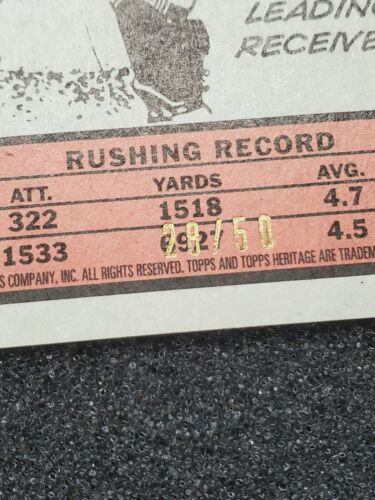 LEADING
RECEIVE
RUSHING RECORD
ATT. YARDS AVG.
322 1518 4.7
1533 4.5
28/50
S COMPANY, INC. ALL RIGHTS RESERVED. TOPPS AND TOPPS HERITAGE ARE TRADEM